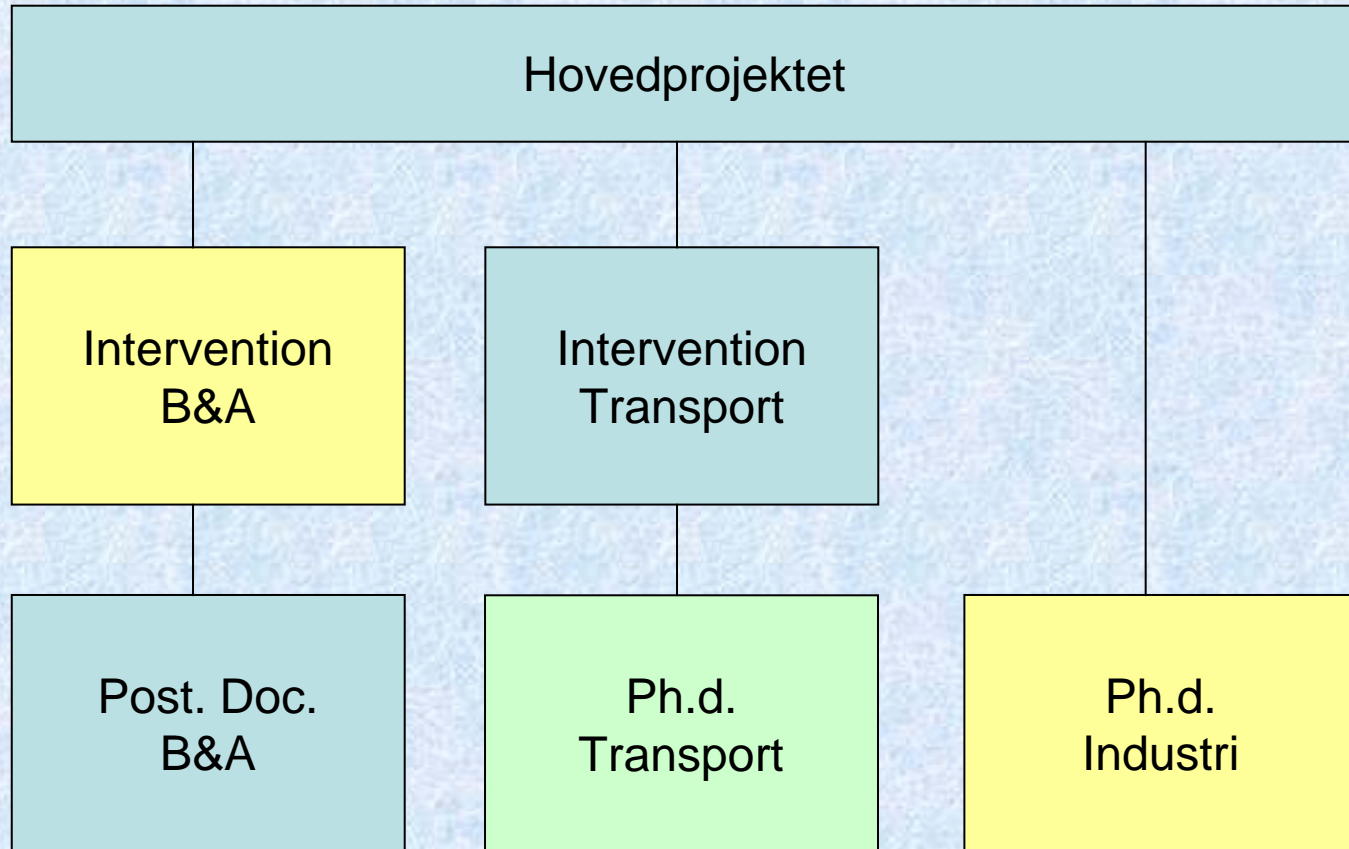 Hovedprojektet
Intervention
B&A
Intervention
Transport
Post. Doc.
B&A
Ph.d.
Transport
Ph.d.
Industri